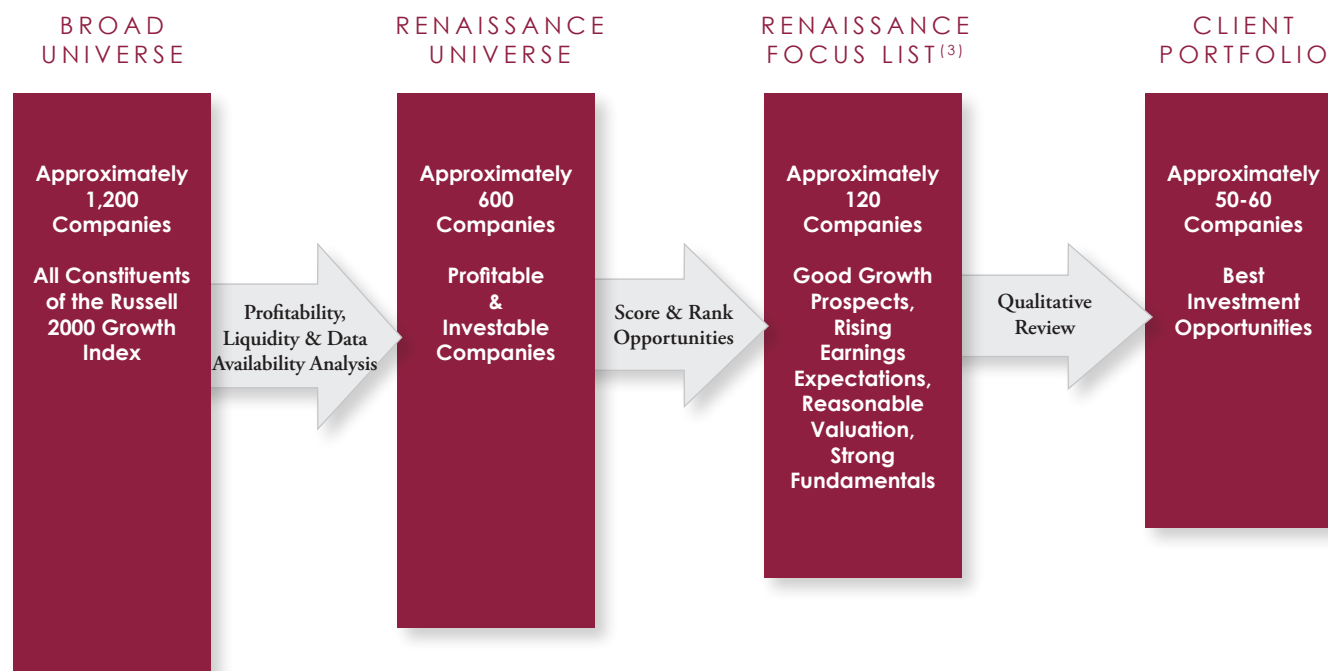 BROAD
UNIVERSE
Approximately
1,200
Companies
All Constituents
of the Russell
2000 Growth
Index
Profitability,
Liquidity & Data
Availability Analysis
RENAISSANCE
UNIVERSE
Approximately
600
Companies
Profitable
&
Investable
Companies
Score & Rank
Opportunities
RENAISSANCE
FOCUS LIST(3)
Approximately
120
Companies
Good Growth
Prospects,
Rising
Earnings
Expectations,
Reasonable
Valuation,
Strong
Fundamentals
Qualitative
Review
CLIENT
PORTFOLIO
Approximately
50-60
Companies
Best
Investment
Opportunities